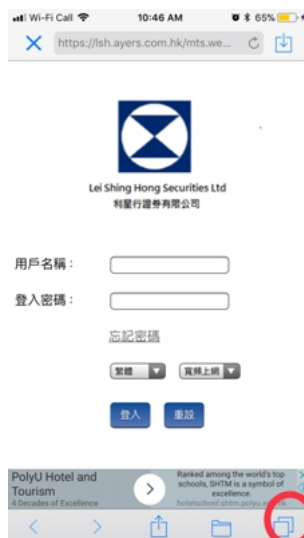 Wi-Fi Call
10:46 AM
65%
https://lsh.ayers.com.hk/mts.we...
Lei Shing Hong Securities Ltd
利星行證券有限公司
用戶名稱：
登入密碼：
忘記密碼
繁體
寬頻上網
登入
重設
PolyU Hotel and
Tourism
4 Decades of Excellence
Ranked among the world's top
schools, SHTM is a symbol of
excellence.